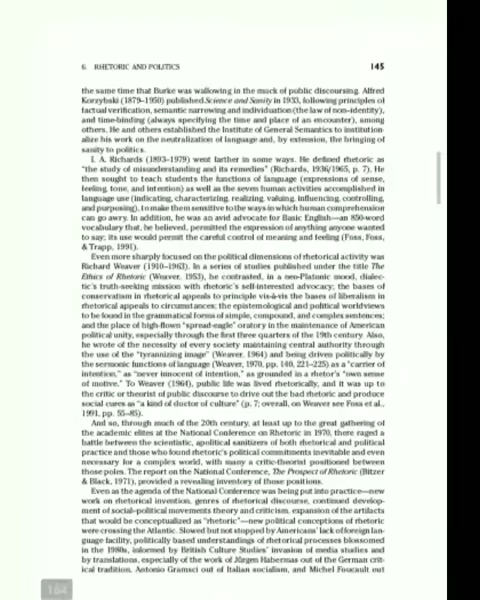 6. RHETORIC AND POLITICS 145
the same time that Burke was wallowing in the muck of public discoursing. Alfred
Korzybski (1879–1950) published Science and Sanity in 1933, following principles of
factual verification, semantic narrowing and individuation (the law of non-identity),
and time-binding (always specifying the time and place of an encounter), among
others. He and others established the Institute of General Semantics to institution-
alize his work on the neutralization of language and, by extension, the bringing of
sanity to politics.
I. A. Richards (1893–1979) went farther in some ways. He defined rhetoric as
"the study of misunderstanding and its remedies" (Richards, 1936/1965, p. 7). He
then sought to teach students the functions of language (expressions of sense,
feeling, tone, and intention) as well as the seven human activities accomplished in
language use (indicating, characterizing, realizing, valuing, influencing, controlling,
and purposing), to make them sensitive to the ways in which human comprehension
can go awry. In addition, he was an avid advocate for Basic English—an 850-word
vocabulary that, he believed, permitted the expression of anything anyone wanted
to say; its use would permit the careful control of meaning and feeling (Foss, Foss,
& Trapp, 1991).
Even more sharply focused on the political dimensions of rhetorical activity was
Richard Weaver (1910–1963). In a series of studies published under the title The
Ethics of Rhetoric (Weaver, 1953), he contrasted, in a neo-Platonic mood, dialec-
tic's truth-seeking mission with rhetoric's self-interested advocacy; the bases of
conservatism in rhetorical appeals to principle vis-à-vis the bases of liberalism in
rhetorical appeals to circumstances; the epistemological and political worldviews
to be found in the grammatical forms of simple, compound, and complex sentences;
and the place of high-flown "spread-eagle" oratory in the maintenance of American
political unity, especially through the first three quarters of the 19th century. Also,
he wrote of the necessity of every society maintaining central authority through
the use of the "tyrannizing image" (Weaver, 1964) and being driven politically by
the sermonic functions of language (Weaver, 1970, pp. 140, 221–225) as a "carrier of
intention," as "never innocent of intention," as grounded in a rhetor's "own sense
of motive." To Weaver (1964), public life was lived rhetorically, and it was up to
the critic or theorist of public discourse to drive out the bad rhetoric and produce
social cures as "a kind of doctor of culture" (p. 7; overall, on Weaver see Foss et al.,
1991, pp. 55–85).
And so, through much of the 20th century, at least up to the great gathering of
the academic elites at the National Conference on Rhetoric in 1970, there raged a
battle between the scientistic, apolitical sanitizers of both rhetorical and political
practice and those who found rhetoric's political commitments inevitable and even
necessary for a complex world, with many a critic-theorist positioned between
those poles. The report on the National Conference, The Prospect of Rhetoric (Bitzer
& Black, 1971), provided a revealing inventory of those positions.
Even as the agenda of the National Conference was being put into practice—new
work on rhetorical invention, genres of rhetorical discourse, continued develop-
ment of social-political movements theory and criticism, expansion of the artifacts
that would be conceptualized as "rhetoric"—new political conceptions of rhetoric
were crossing the Atlantic. Slowed but not stopped by Americans' lack of foreign lan-
guage facility, politically based understandings of rhetorical processes blossomed
in the 1980s, informed by British Culture Studies' invasion of media studies and
by translations, especially of the work of Jürgen Habermas out of the German crit-
ical tradition, Antonio Gramsci out of Italian socialism, and Michel Foucault out
164